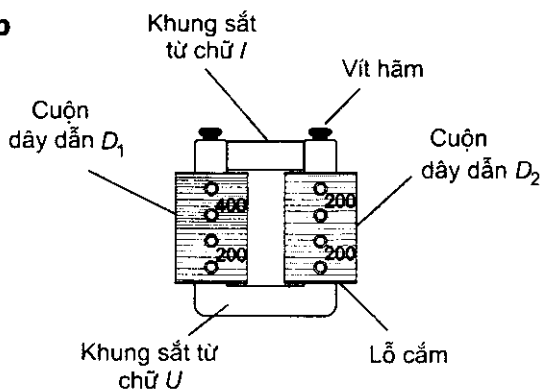 b
Khung sắt
từ chữ I
Vít hãm
Cuộn
dây dẫn D₁
Cuộn
dây dẫn D₂
400
200
200
200
Khung sắt từ
chữ U
Lỗ cắm